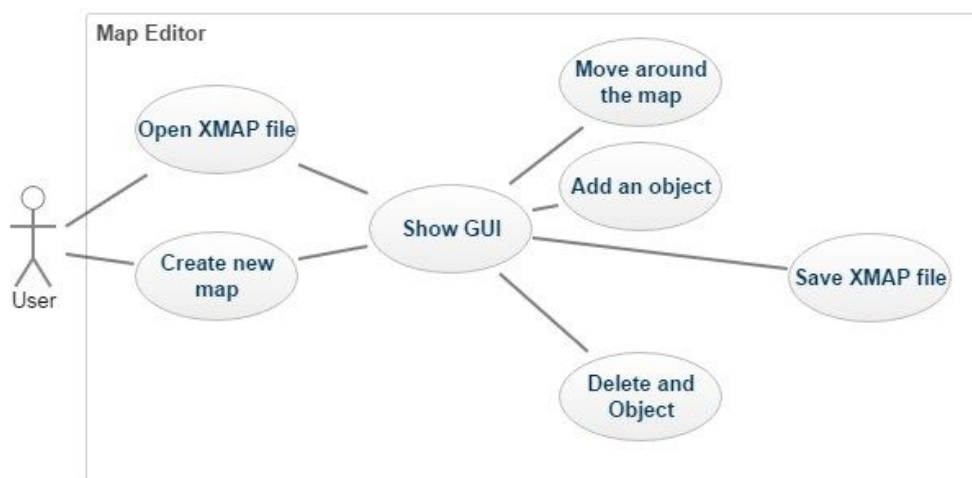 Map Editor
Move around
the map
Open XMAP file
Add an object
Show GUI
Create new
map
Save XMAP file
User
Delete and
Object